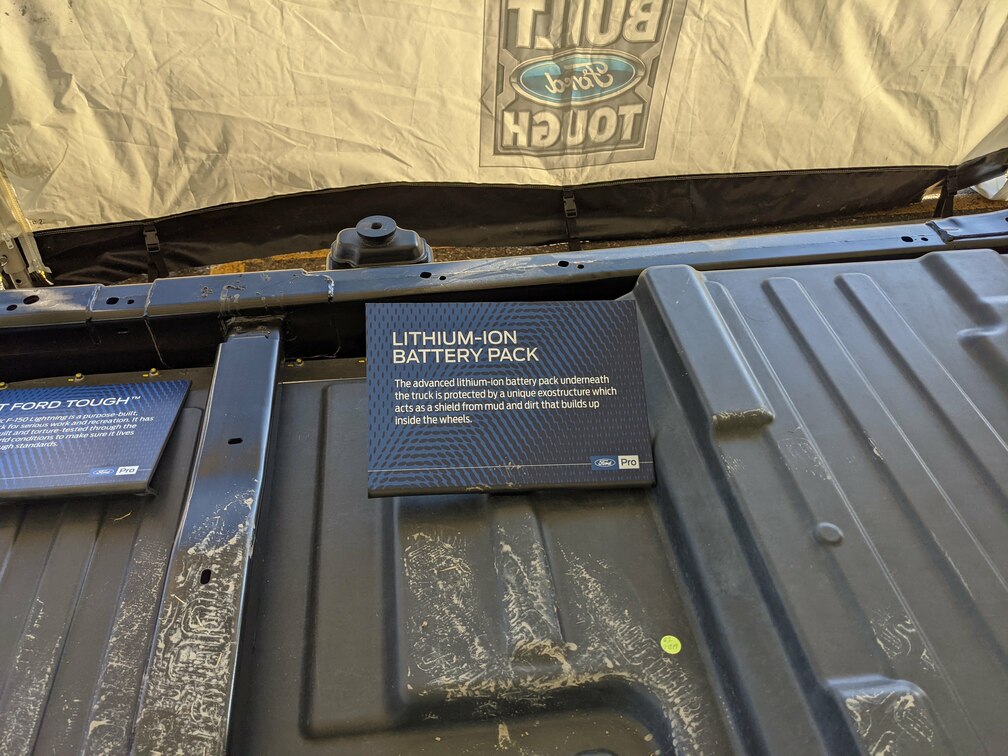 BUILT
Ford
TOUGH
LITHIUM-ION
BATTERY PACK
The advanced lithium-ion battery pack underneath
the truck is protected by a unique exostructure which
acts as a shield from mud and dirt that builds up
inside the wheels.
Ford Pro
FORD TOUGH™
-150 Lightning is a purpose-built,
for serious work and recreation. It has
and torture-tested through the
conditions to make sure it lives
standards.
Ford Pro